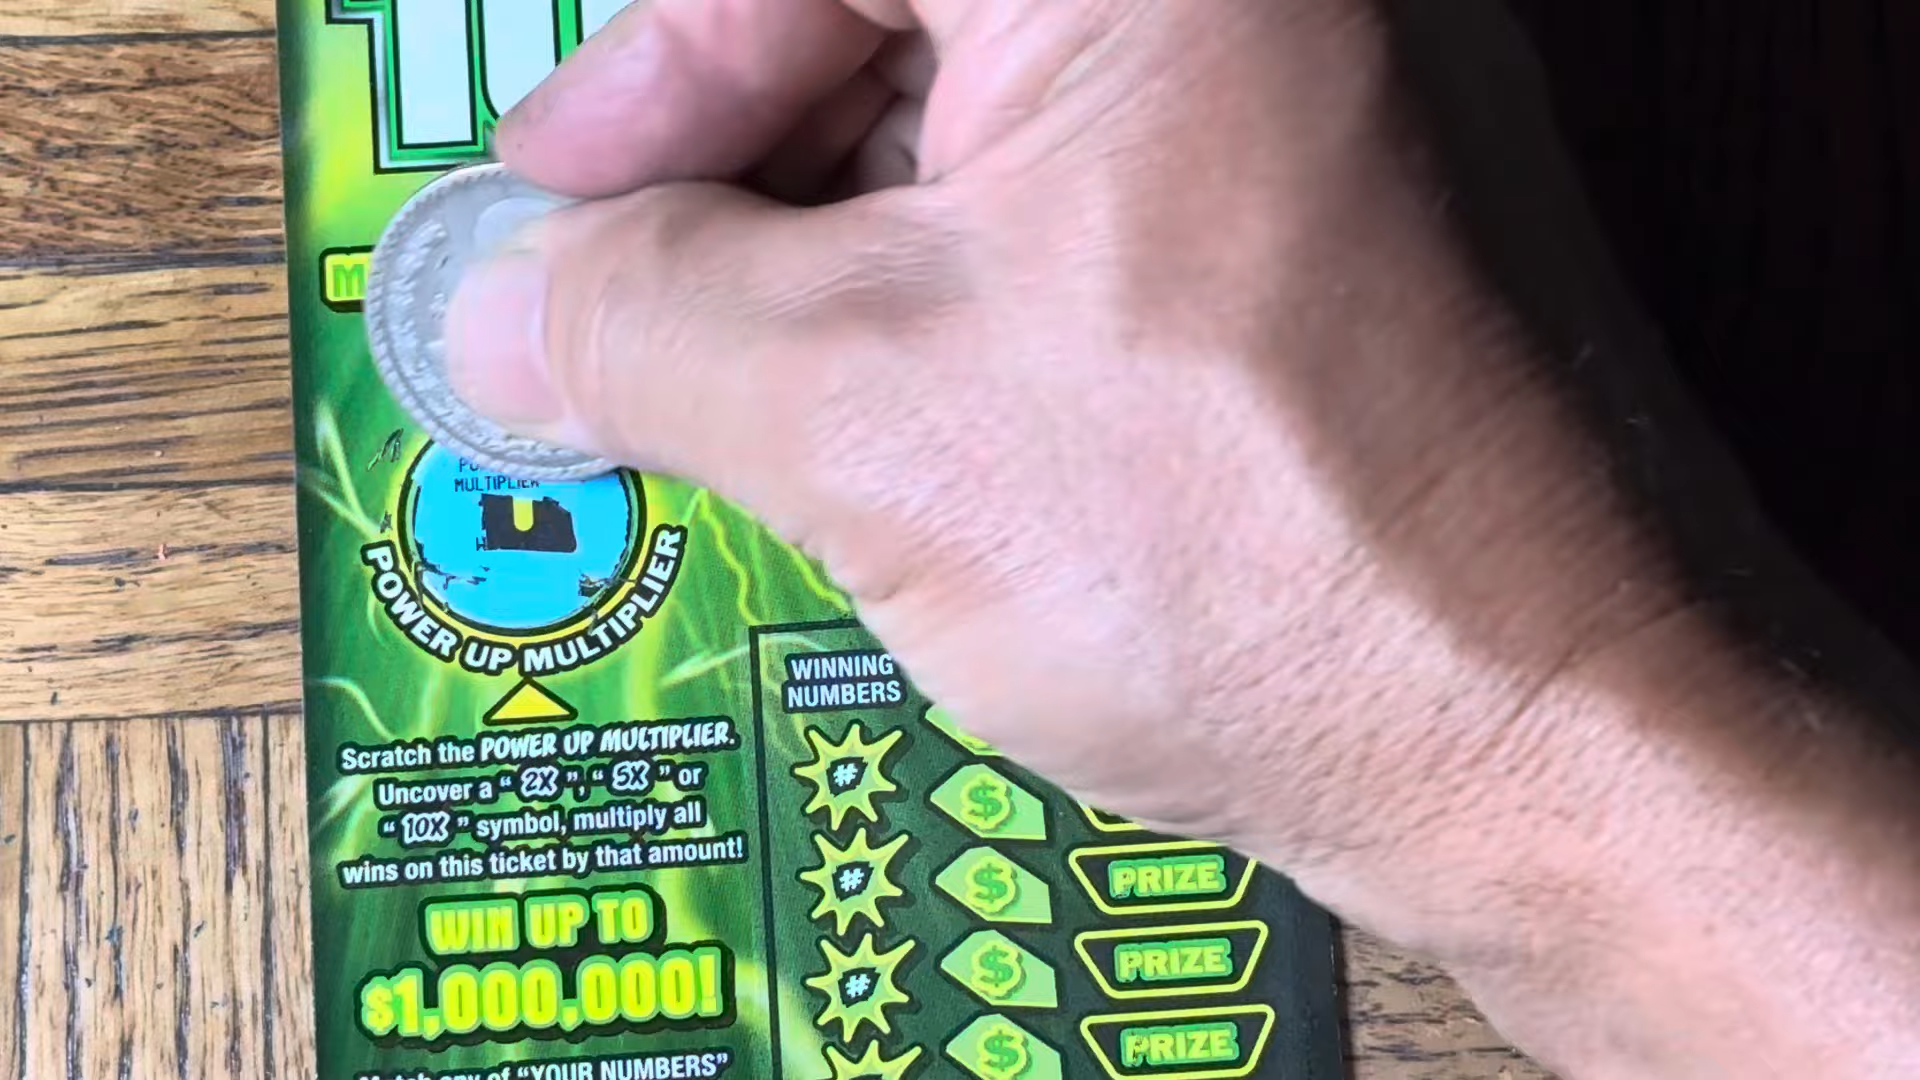 10
M
MULTIPLIER
POWER UP MULTIPLIER
Scratch the POWER UP MULTIPLIER.
Uncover a “ 2X ”, “ 5X ” or
“ 10X ” symbol, multiply all
wins on this ticket by that amount!
WIN UP TO
$1,000,000!
any of “YOUR NUMBERS”
WINNING
NUMBERS
# $
# $ PRIZE
# $ PRIZE
$ PRIZE